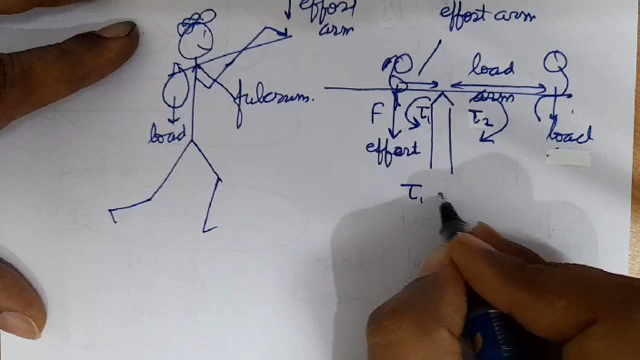 effort
arm
fulcrum.
load
effort arm
load
arm
F
τ₁
τ₂
effort
load
τ₁